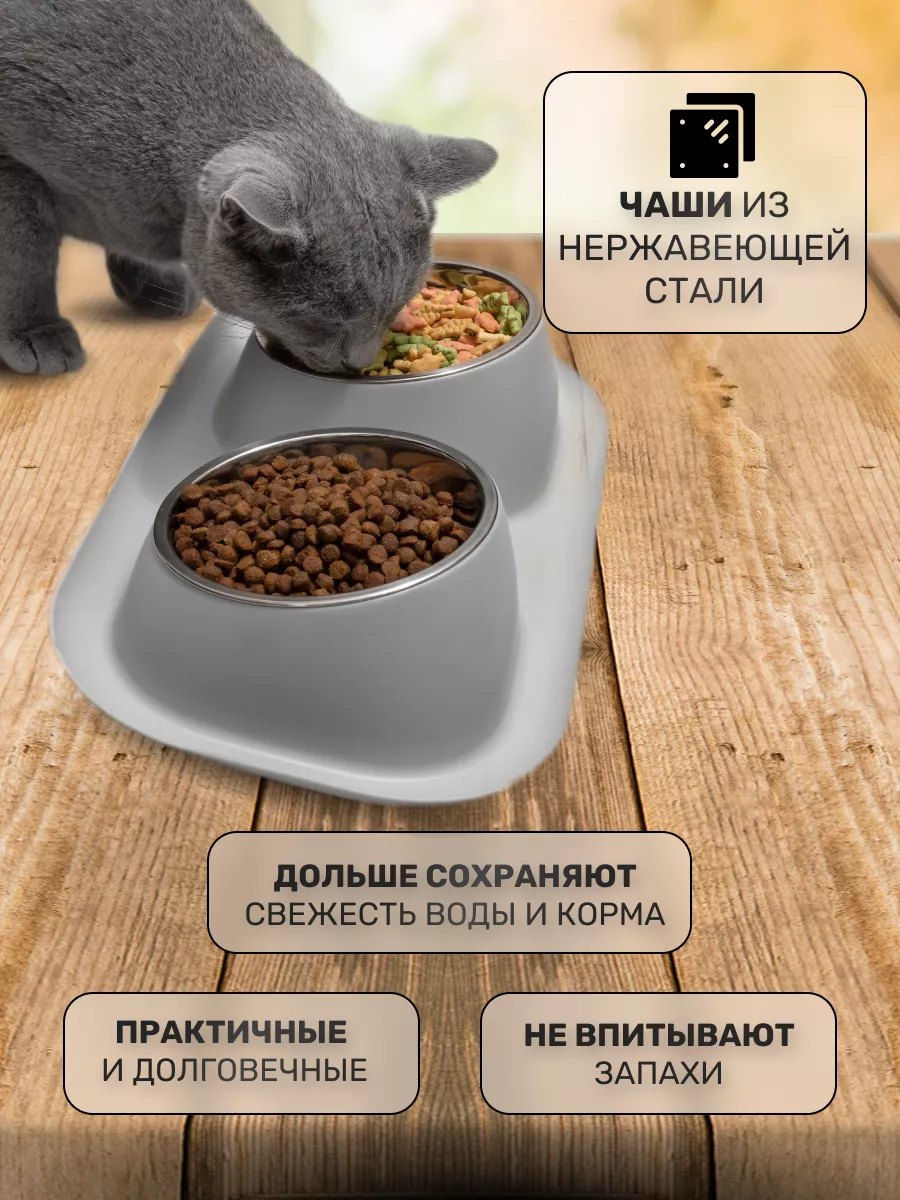 ЧАШИ ИЗ
НЕРЖАВЕЮЩЕЙ
СТАЛИ
ДОЛЬШЕ СОХРАНЯЮТ
СВЕЖЕСТЬ ВОДЫ И КОРМА
ПРАКТИЧНЫЕ
И ДОЛГОВЕЧНЫЕ
НЕ ВПИТЫВАЮТ
ЗАПАХИ